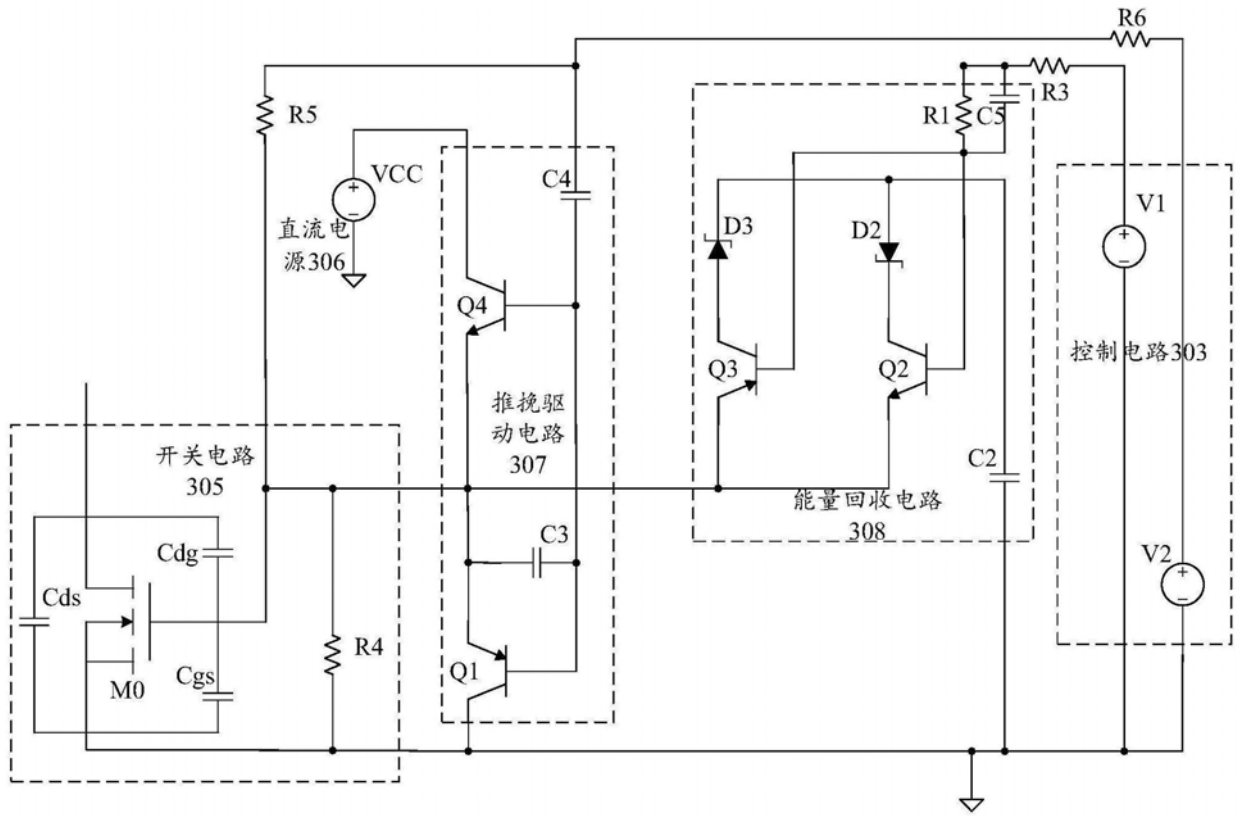 R6
R3
R1
C5
R5
VCC
C4
直流电
源306
V1
D3
D2
Q4
控制电路303
Q3
Q2
推挽驱
动电路
307
开关电路
305
C2
能量回收电路
308
C3
Cdg
V2
Cds
R4
Cgs
Q1
M0